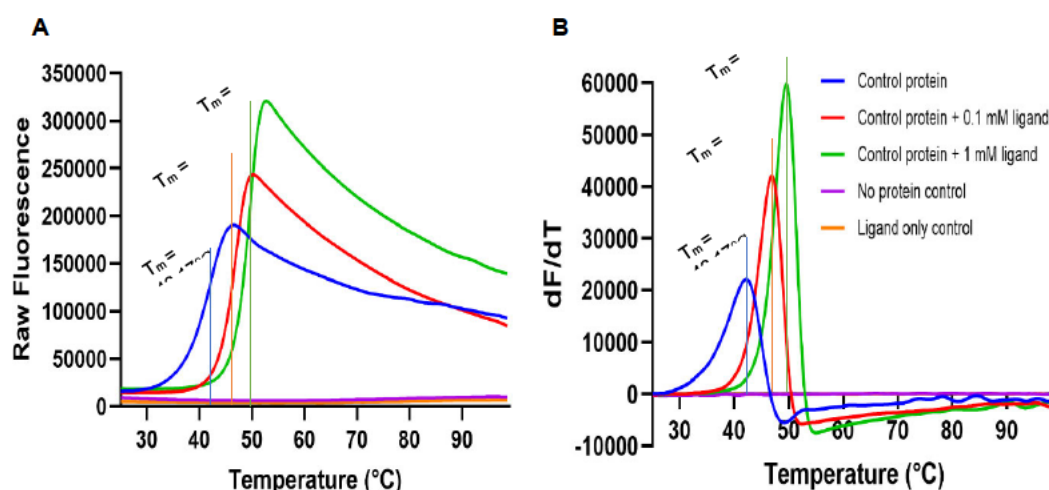 A
B
350000
300000
250000
200000
150000
100000
50000
0
Raw Fluorescence
Tm =
Tm =
Tm =
30 40 50 60 70 80 90
Temperature (°C)
60000
50000
40000
30000
20000
10000
0
-10000
dF/dT
Tm =
Tm =
Tm =
30 40 50 60 70 80 90
Temperature (°C)
Control protein
Control protein + 0.1 mM ligand
Control protein + 1 mM ligand
No protein control
Ligand only control